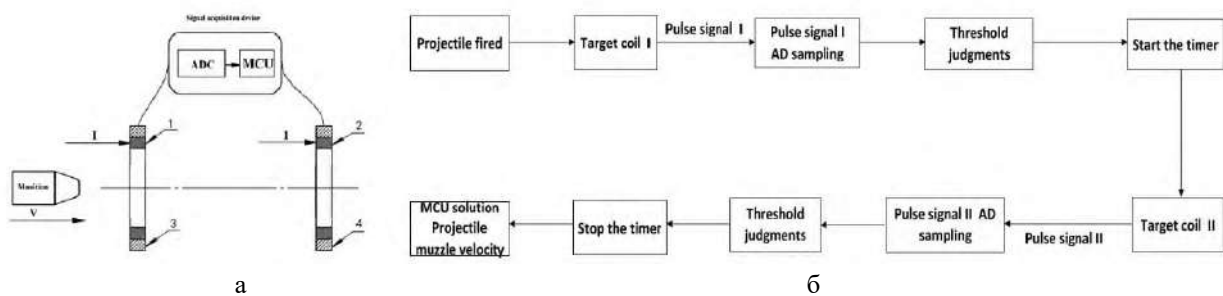 Signal acquisition device
ADC
MCU
I
1
I
2
Munition
V
3
4
а
Projectile fired
Target coil I
Pulse signal I
Pulse signal I
AD sampling
Threshold
judgments
Start the timer
MCU solution
Projectile
muzzle velocity
Stop the timer
Threshold
judgments
Pulse signal II AD
sampling
Pulse signal II
Target coil II
б